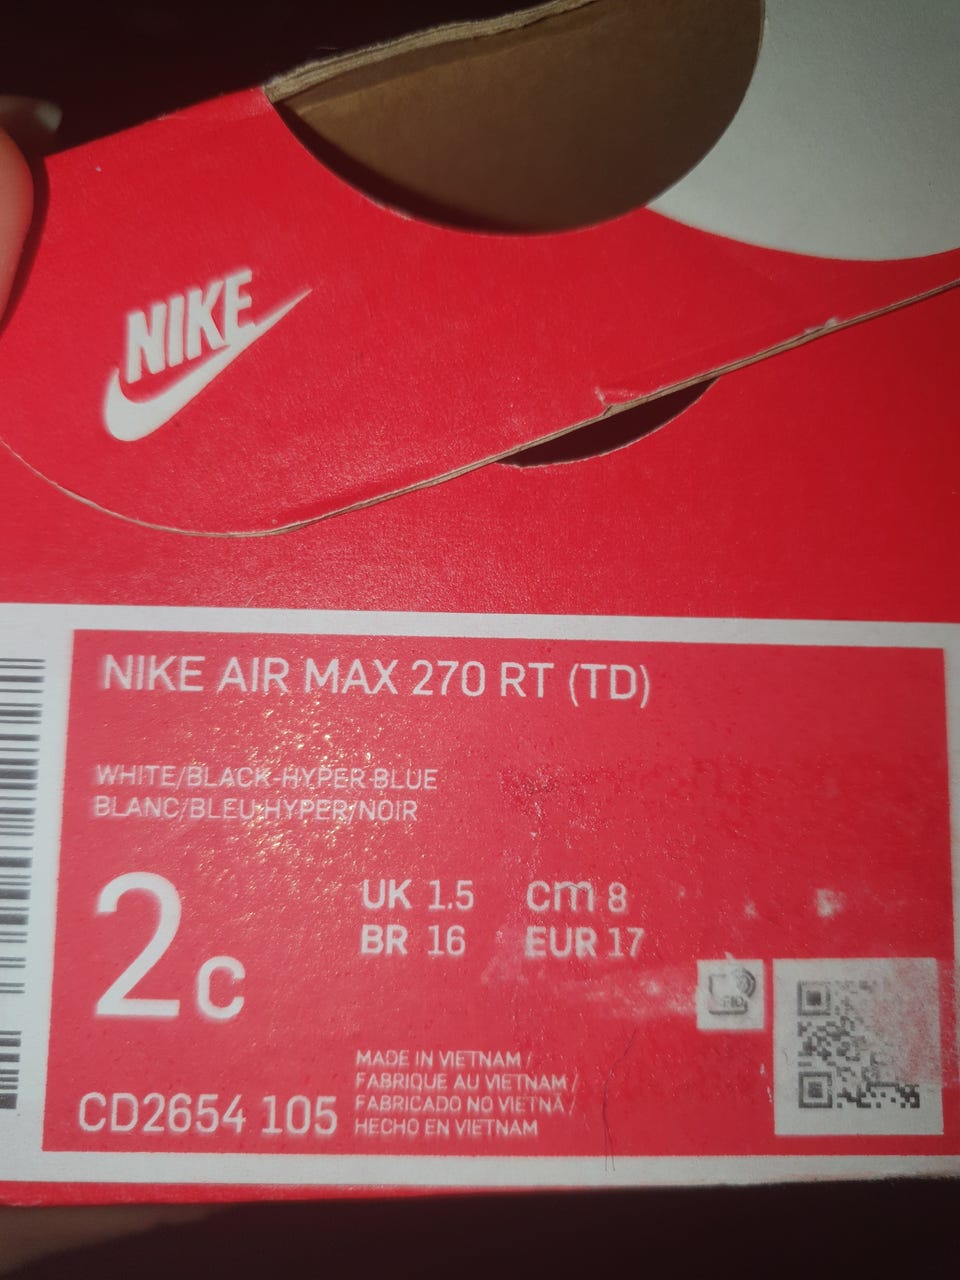 NIKE
NIKE AIR MAX 270 RT (TD)
WHITE/BLACK-HYPER BLUE
BLANC/BLEU HYPER/NOIR
2c
UK 1.5 cm 8
BR 16 EUR 17
MADE IN VIETNAM /
FABRIQUE AU VIETNAM /
FABRICADO NO VIETNÃ /
HECHO EN VIETNAM
CD2654 105